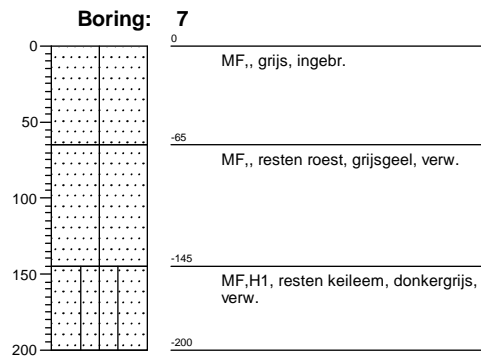 Boring: 7
0
0
MF,, grijs, ingebr.
50
-65
MF,, resten roest, grijsgeel, verw.
100
-145
150
MF,H1, resten keileem, donkergrijs,
verw.
200
-200